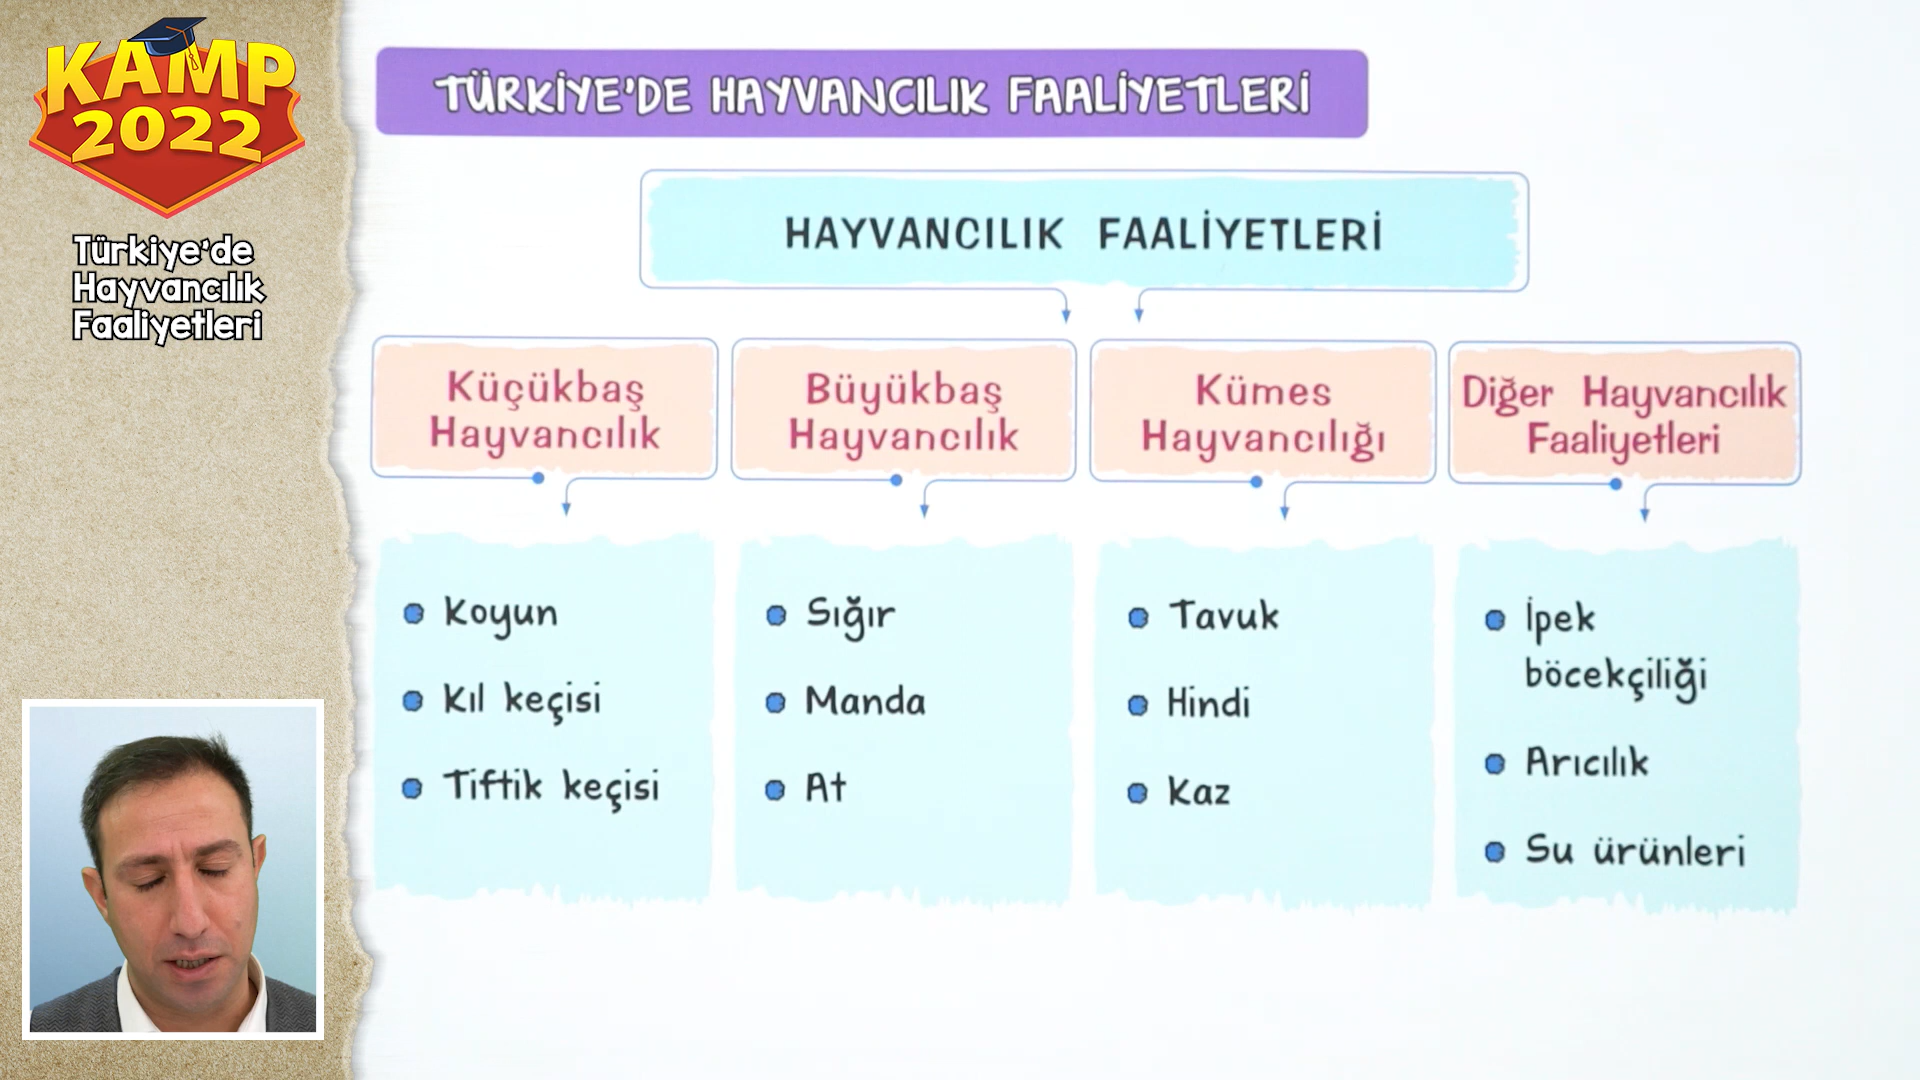 KAMP
2022
Türkiye'de
Hayvancılık
Faaliyetleri
TÜRKİYE'DE HAYVANCILIK FAALİYETLERİ
HAYVANCILIK FAALİYETLERİ
Küçükbaş
Hayvancılık
Koyun
Kıl keçisi
Tiftik keçisi
Büyükbaş
Hayvancılık
Sığır
Manda
At
Kümes
Hayvancılığı
Tavuk
Hindi
Kaz
Diğer Hayvancılık
Faaliyetleri
İpek
böcekçiliği
Arıcılık
Su ürünleri